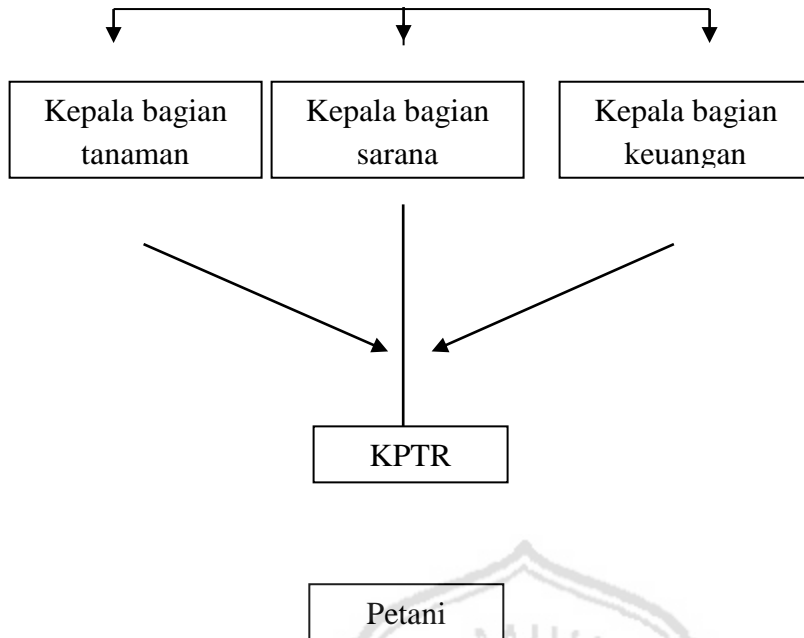 Kepala bagian
tanaman
Kepala bagian
sarana
Kepala bagian
keuangan
KPTR
Petani